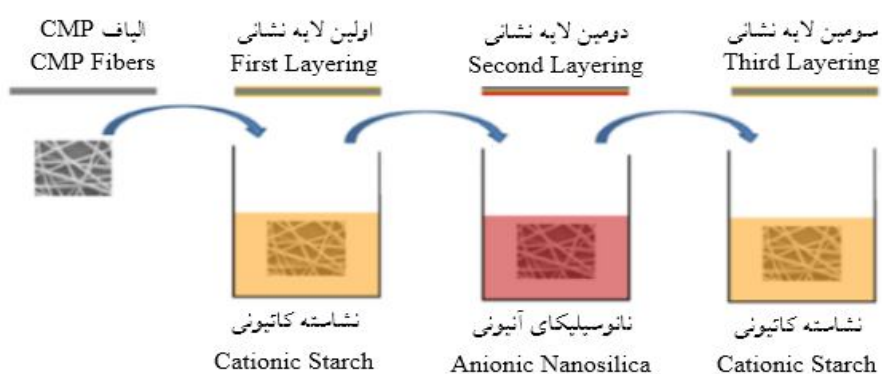 الیاف CMP
CMP Fibers
اولین لایه نشانی
First Layering
دومین لایه نشانی
Second Layering
سومین لایه نشانی
Third Layering
نشاسته کاتیونی
Cationic Starch
نانوسیلیکای آنیونی
Anionic Nanosilica
نشاسته کاتیونی
Cationic Starch